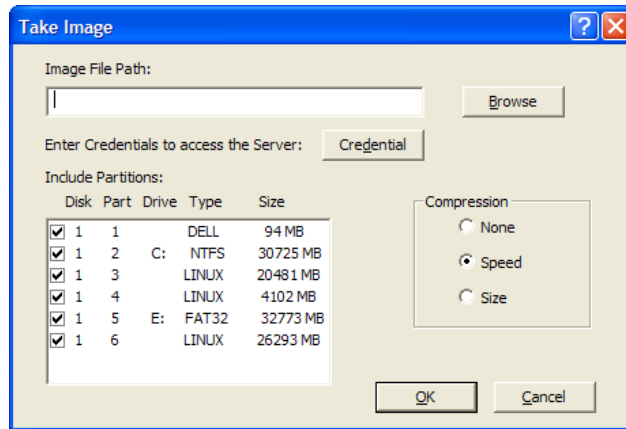 Take Image
Image File Path:
Browse
Enter Credentials to access the Server: Credential
Include Partitions:
Disk Part Drive Type Size
1 1 DELL 94 MB
1 2 C: NTFS 30725 MB
1 3 LINUX 20481 MB
1 4 LINUX 4102 MB
1 5 E: FAT32 32773 MB
1 6 LINUX 26293 MB
Compression
None
Speed
Size
OK Cancel